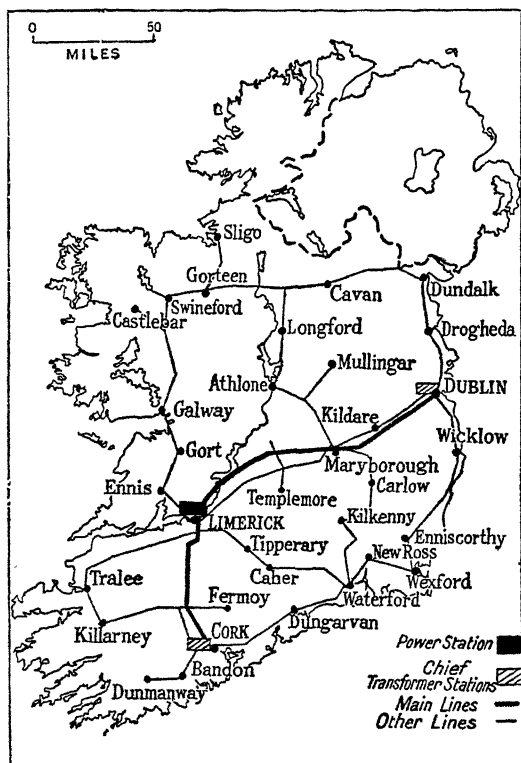 0 50
MILES
Sligo
Gorteen
Swineford
Castlebar
Cavan
Dundalk
Longford
Drogheda
Mullingar
Athlone
DUBLIN
Galway
Kildare
Wicklow
Gort
Maryborough
Ennis
Templemore
Carlow
LIMERICK
Kilkenny
Enniscorthy
Tipperary
New Ross
Caher
Wexford
Tralee
Waterford
Fermoy
Killarney
Dungarvan
CORK
Bandon
Dunmanway
Power Station
Chief
Transformer Stations
Main Lines
Other Lines